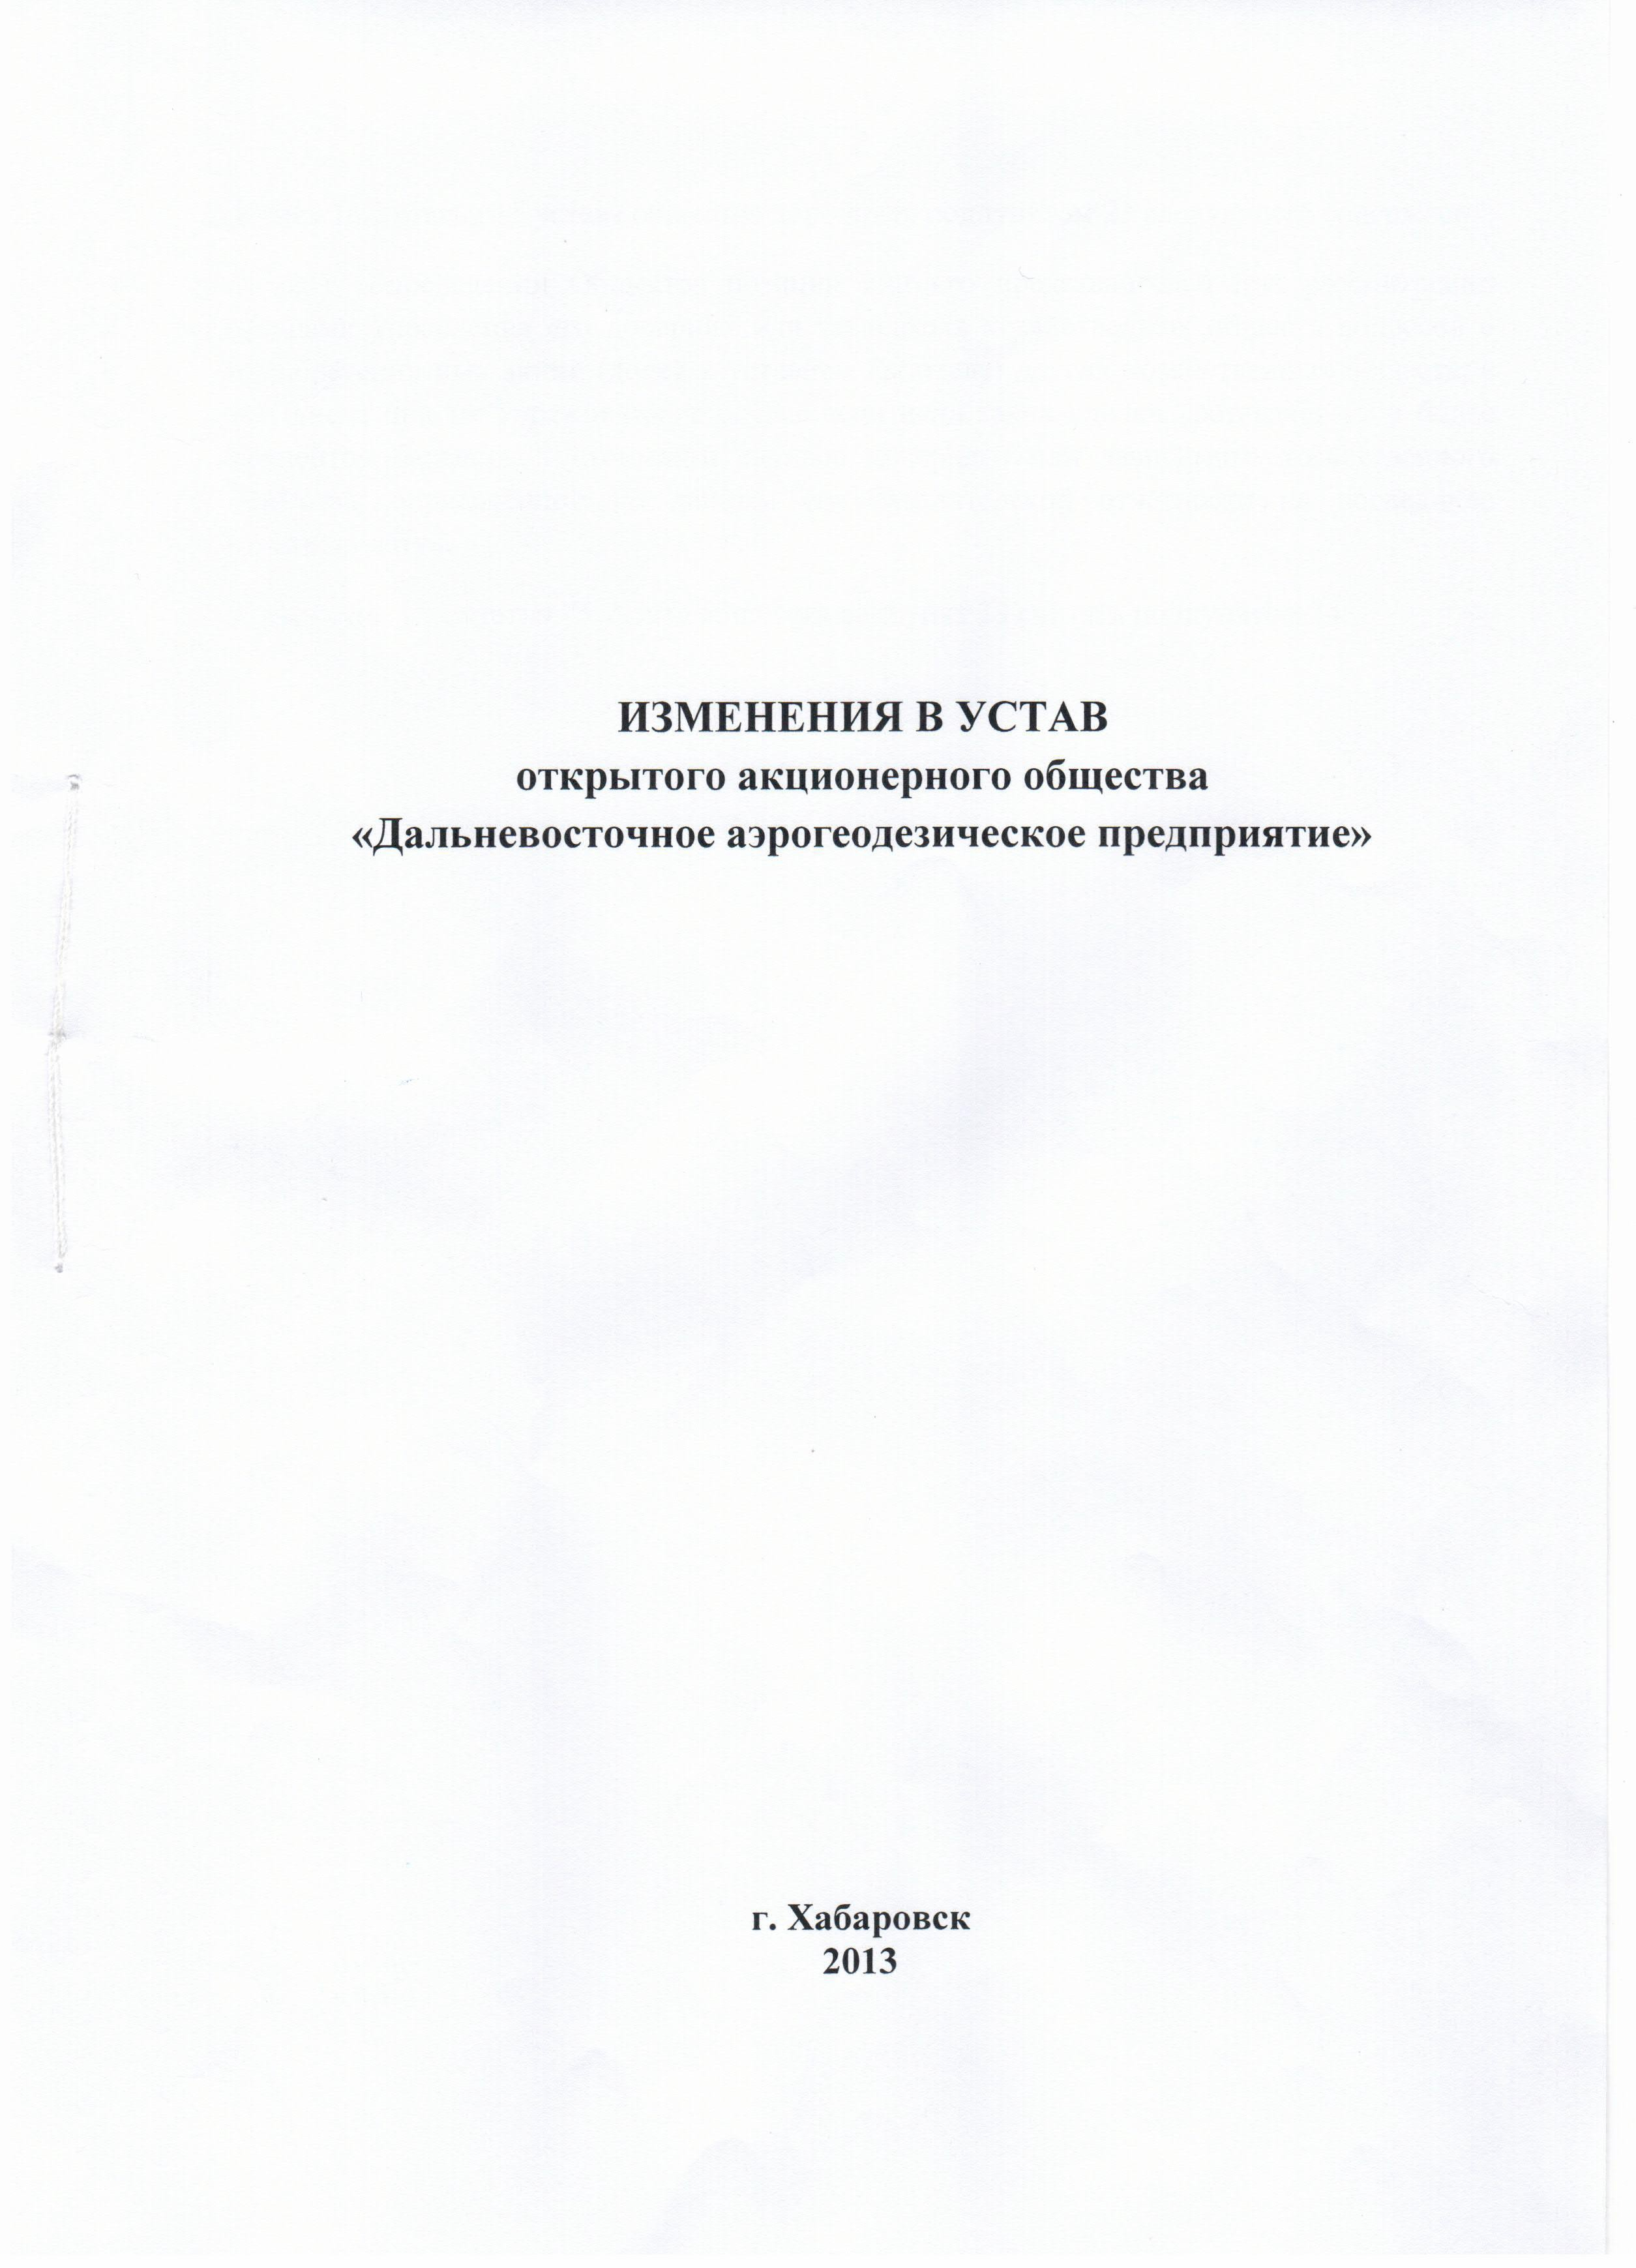 ИЗМЕНЕНИЯ В УСТАВ
открытого акционерного общества
«Дальневосточное аэрогеодезическое предприятие»
г. Хабаровск
2013